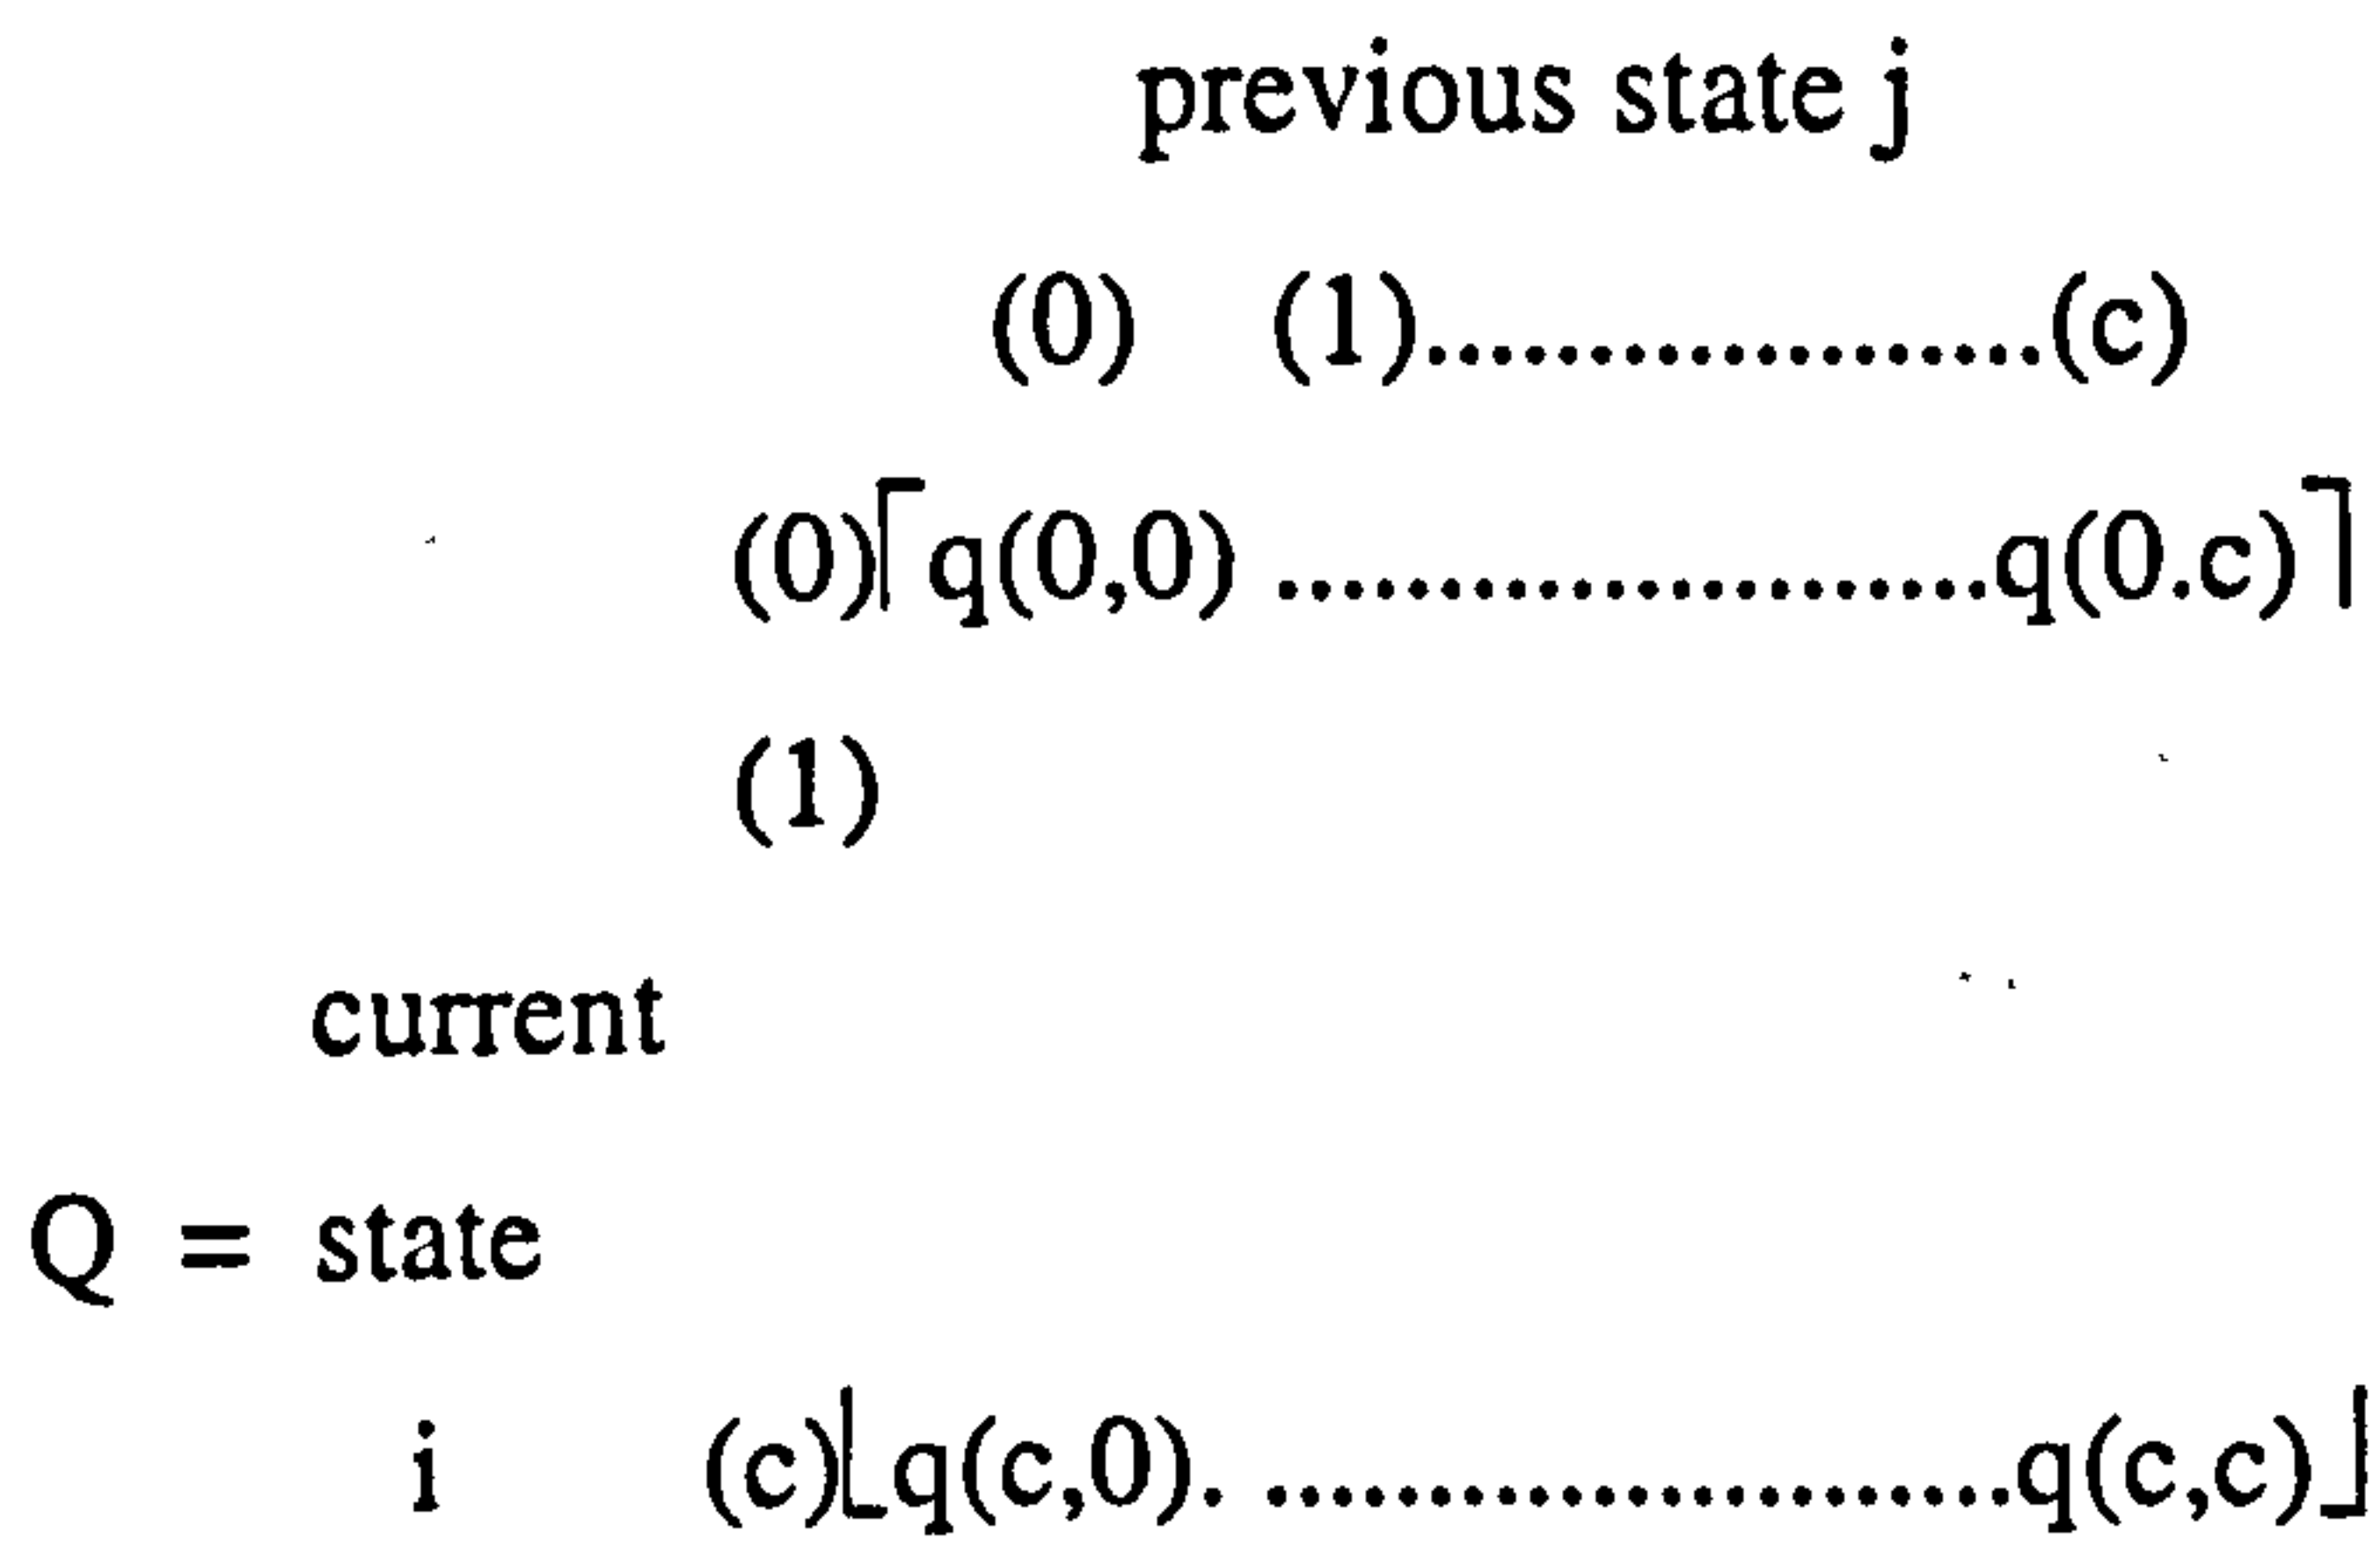 previous state j
(0) (1)...................(c)
(0)⌈q(0,0) ......................q(0.c)⌉
(1)
current
Q = state
i (c)⌊q(c,0). .......................q(c,c)⌋